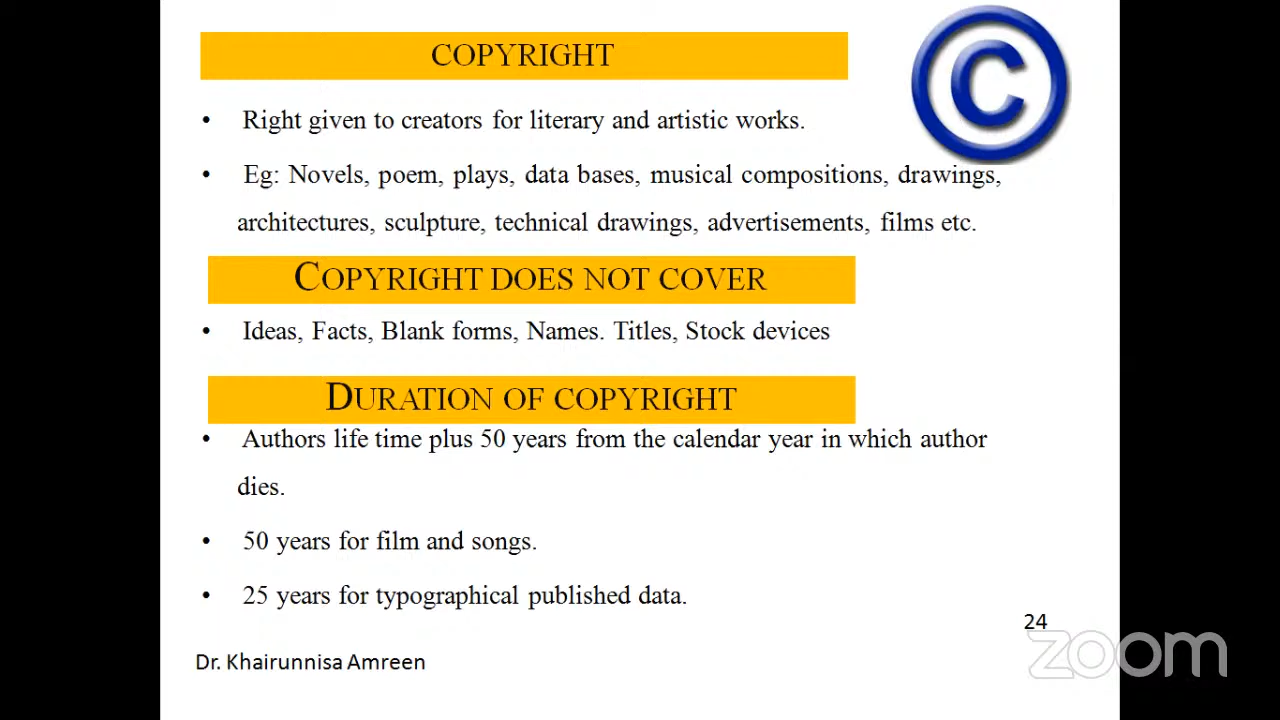 COPYRIGHT
• Right given to creators for literary and artistic works.
• Eg: Novels, poem, plays, data bases, musical compositions, drawings,
architectures, sculpture, technical drawings, advertisements, films etc.
COPYRIGHT DOES NOT COVER
• Ideas, Facts, Blank forms, Names. Titles, Stock devices
DURATION OF COPYRIGHT
• Authors life time plus 50 years from the calendar year in which author
dies.
• 50 years for film and songs.
• 25 years for typographical published data.
24
Dr. Khairunnisa Amreen
zoom
©